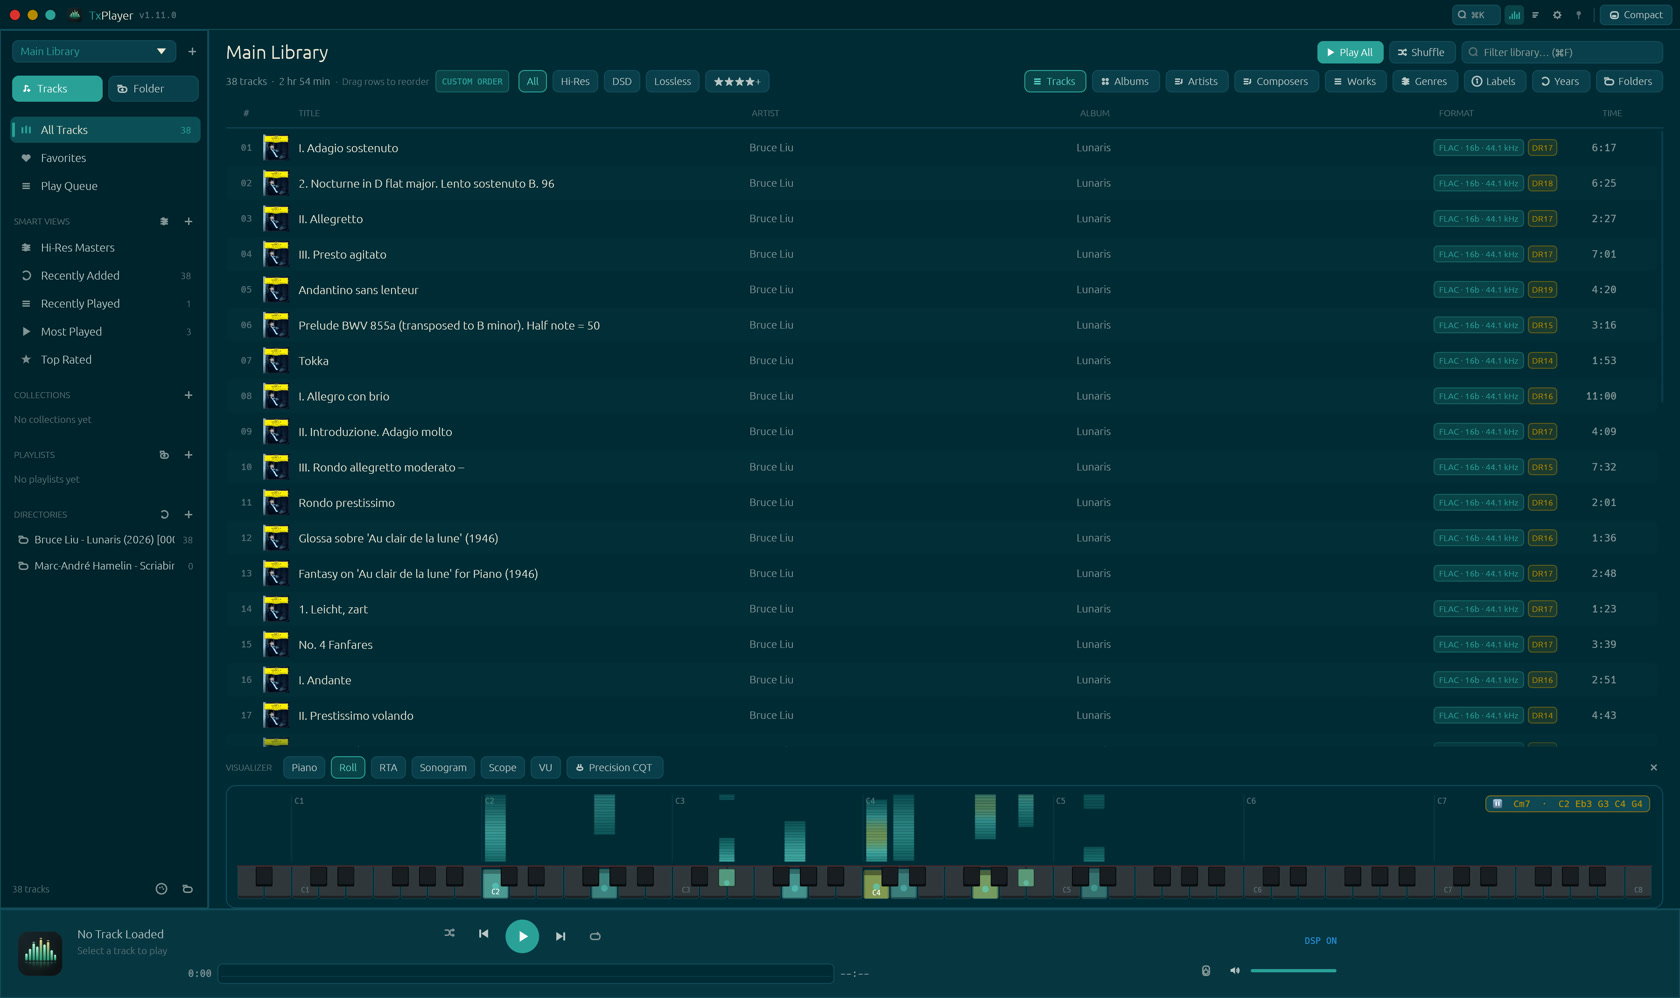 TxPlayer v1.11.0
⌘K
Compact
Main Library
Tracks
Folder
All Tracks 38
Favorites
Play Queue
SMART VIEWS
Hi-Res Masters
Recently Added 38
Recently Played 1
Most Played 3
Top Rated
COLLECTIONS
No collections yet
PLAYLISTS
No playlists yet
DIRECTORIES
Bruce Liu - Lunaris (2026) [00( 38
Marc-André Hamelin - Scriabir 0
38 tracks
Main Library
Play All
Shuffle
Filter library… (⌘F)
38 tracks · 2 hr 54 min · Drag rows to reorder CUSTOM ORDER All Hi-Res DSD Lossless ★★★★+
Tracks Albums Artists Composers Works Genres Labels Years Folders
# TITLE ARTIST ALBUM FORMAT TIME
01 I. Adagio sostenuto Bruce Liu Lunaris FLAC · 16b · 44.1 kHz DR17 6:17
02 2. Nocturne in D flat major. Lento sostenuto B. 96 Bruce Liu Lunaris FLAC · 16b · 44.1 kHz DR18 6:25
03 II. Allegretto Bruce Liu Lunaris FLAC · 16b · 44.1 kHz DR17 2:27
04 III. Presto agitato Bruce Liu Lunaris FLAC · 16b · 44.1 kHz DR17 7:01
05 Andantino sans lenteur Bruce Liu Lunaris FLAC · 16b · 44.1 kHz DR19 4:20
06 Prelude BWV 855a (transposed to B minor). Half note = 50 Bruce Liu Lunaris FLAC · 16b · 44.1 kHz DR15 3:16
07 Tokka Bruce Liu Lunaris FLAC · 16b · 44.1 kHz DR14 1:53
08 I. Allegro con brio Bruce Liu Lunaris FLAC · 16b · 44.1 kHz DR16 11:00
09 II. Introduzione. Adagio molto Bruce Liu Lunaris FLAC · 16b · 44.1 kHz DR17 4:09
10 III. Rondo allegretto moderato – Bruce Liu Lunaris FLAC · 16b · 44.1 kHz DR15 7:32
11 Rondo prestissimo Bruce Liu Lunaris FLAC · 16b · 44.1 kHz DR16 2:01
12 Glossa sobre 'Au clair de la lune' (1946) Bruce Liu Lunaris FLAC · 16b · 44.1 kHz DR16 1:36
13 Fantasy on 'Au clair de la lune' for Piano (1946) Bruce Liu Lunaris FLAC · 16b · 44.1 kHz DR17 2:48
14 1. Leicht, zart Bruce Liu Lunaris FLAC · 16b · 44.1 kHz DR17 1:23
15 No. 4 Fanfares Bruce Liu Lunaris FLAC · 16b · 44.1 kHz DR17 3:39
16 I. Andante Bruce Liu Lunaris FLAC · 16b · 44.1 kHz DR16 2:51
17 II. Prestissimo volando Bruce Liu Lunaris FLAC · 16b · 44.1 kHz DR14 4:43
VISUALIZER Piano Roll RTA Sonogram Scope VU Precision CQT
C1 C2 C3 C4 C5 C6 C7
Cm7 · C2 Eb3 G3 C4 G4
C1 C2 C3 C4 C5 C6 C7 C8
No Track Loaded
Select a track to play
0:00
--:--
DSP ON